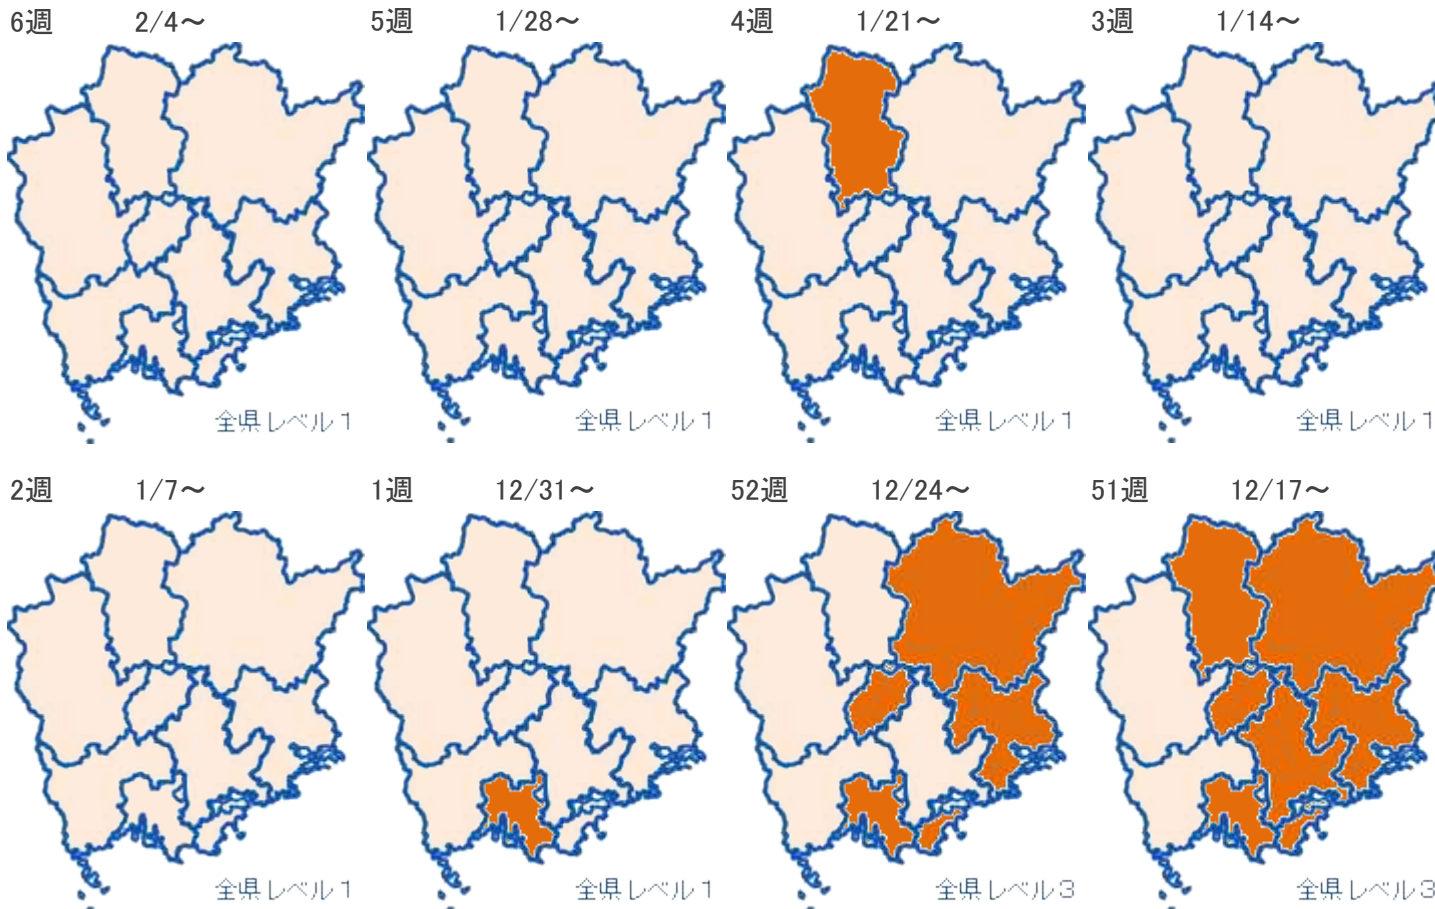 6週 2/4～ 5週 1/28～ 4週 1/21～ 3週 1/14～
全県レベル１ 全県レベル１ 全県レベル１ 全県レベル１
2週 1/7～ 1週 12/31～ 52週 12/24～ 51週 12/17～
全県レベル１ 全県レベル１ 全県レベル３ 全県レベル３